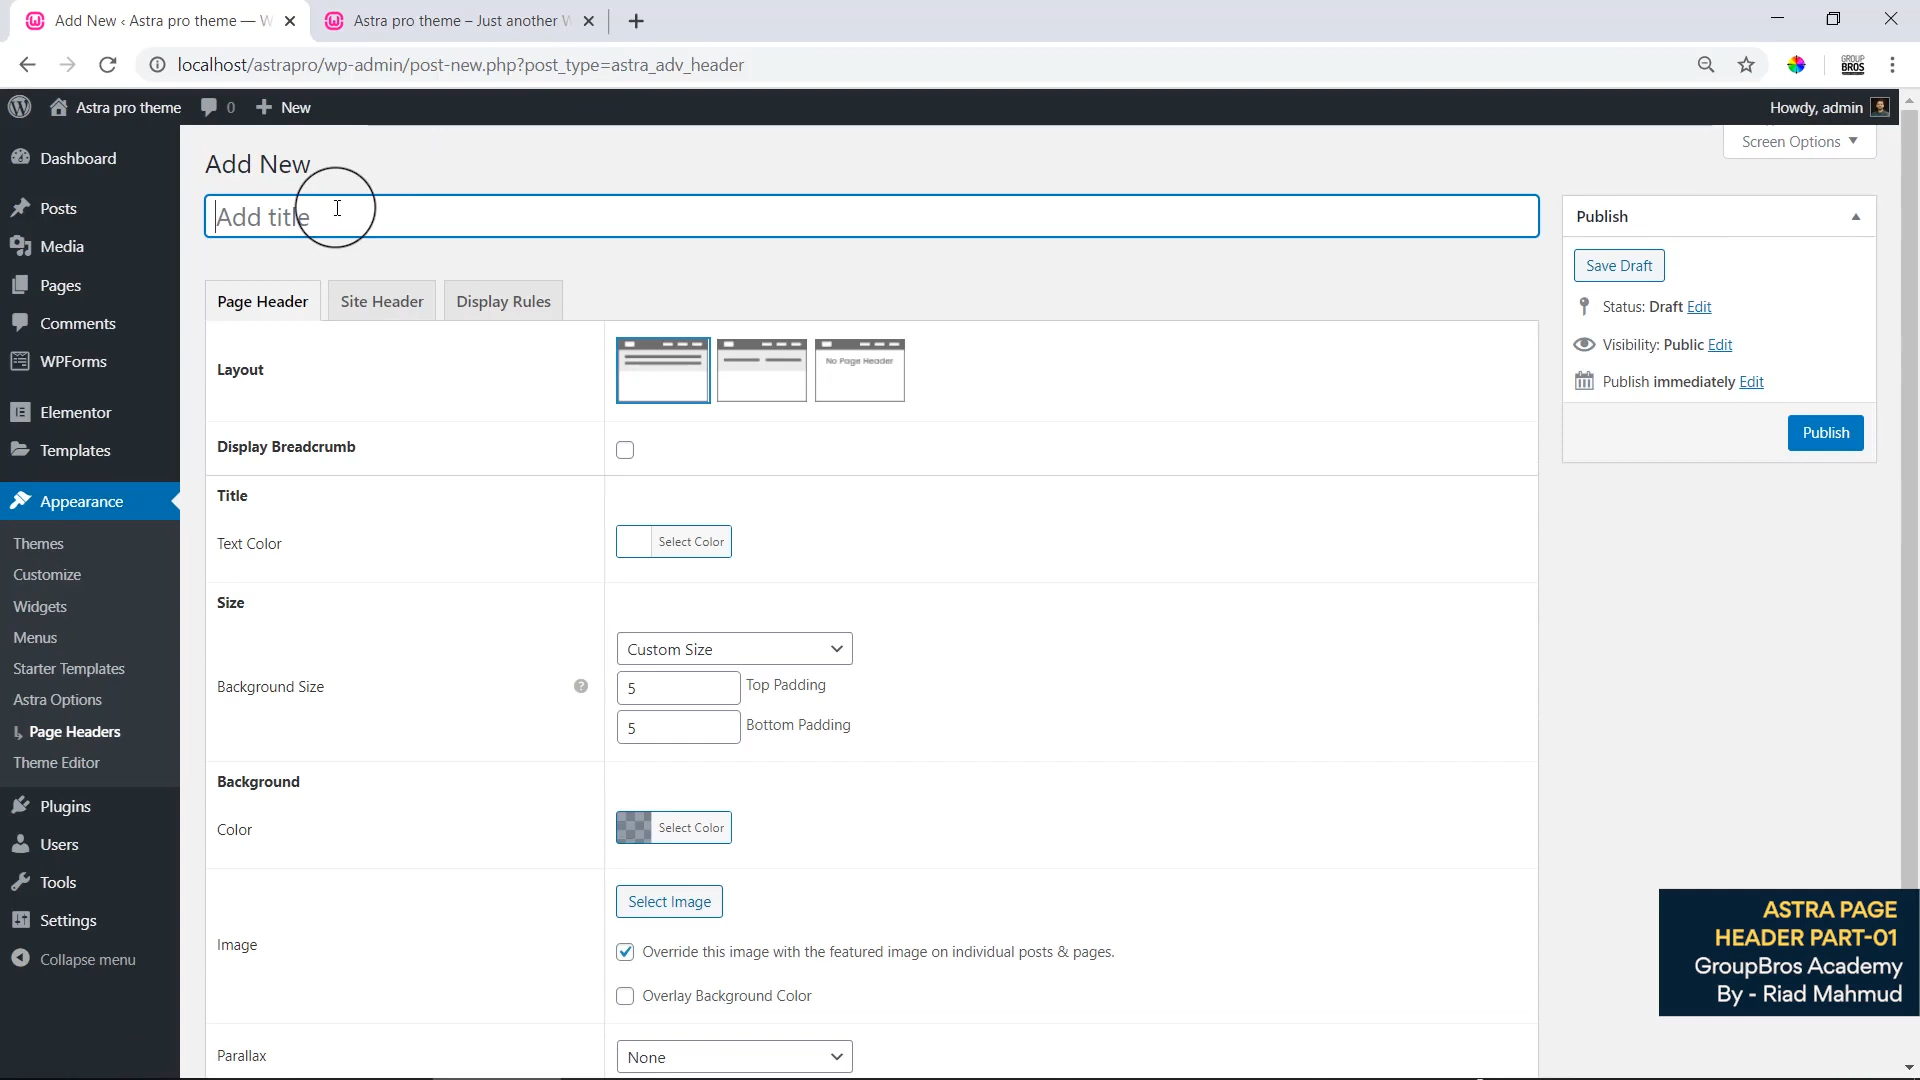 Add New ‹ Astra pro theme — W
Astra pro theme – Just another W
localhost/astrapro/wp-admin/post-new.php?post_type=astra_adv_header
GROUP
BROS
Astra pro theme
0
New
Howdy, admin
Screen Options
Dashboard
Posts
Media
Pages
Comments
WPForms
Elementor
Templates
Appearance
Themes
Customize
Widgets
Menus
Starter Templates
Astra Options
Page Headers
Theme Editor
Plugins
Users
Tools
Settings
Collapse menu
Add New
Add title
Page Header
Site Header
Display Rules
Layout
No Page Header
Display Breadcrumb
Title
Text Color
Select Color
Size
Background Size
?
Custom Size
5
Top Padding
5
Bottom Padding
Background
Color
Select Color
Image
Select Image
Override this image with the featured image on individual posts & pages.
Overlay Background Color
Parallax
None
Publish
Save Draft
Status: Draft Edit
Visibility: Public Edit
Publish immediately Edit
Publish
ASTRA PAGE
HEADER PART-01
GroupBros Academy
By - Riad Mahmud